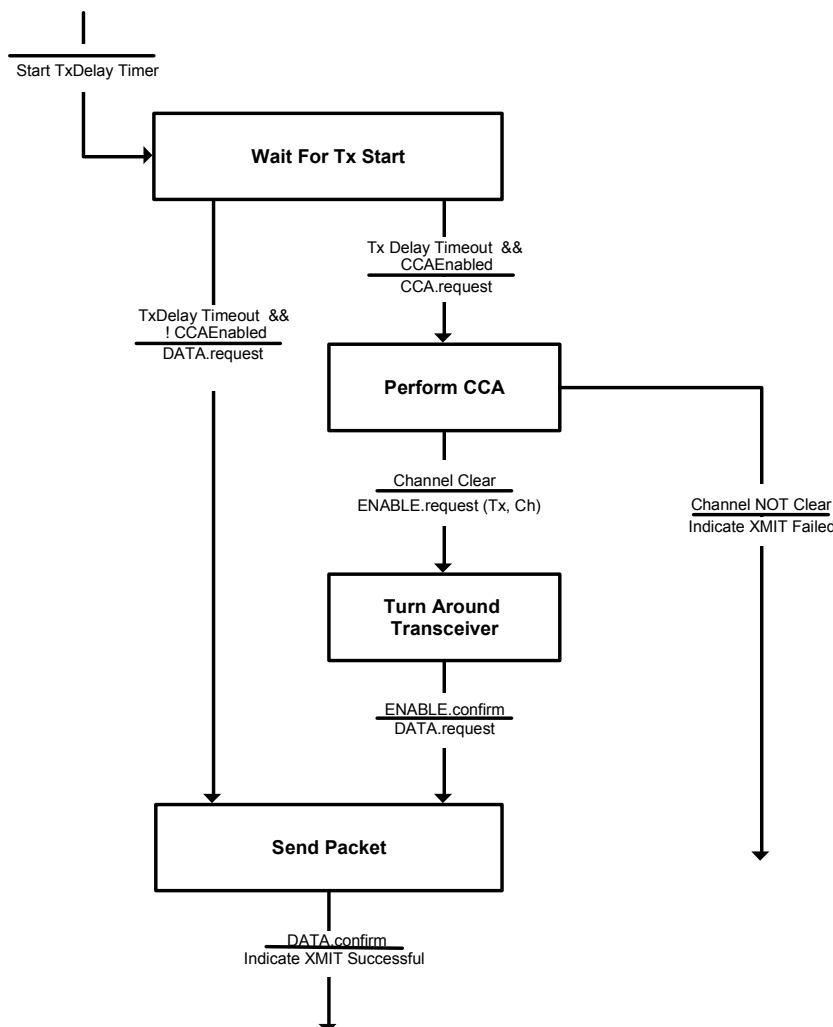 Start TxDelay Timer
Wait For Tx Start
Tx Delay Timeout &&
CCAEnabled
CCA.request
TxDelay Timeout &&
! CCAEnabled
DATA.request
Perform CCA
Channel Clear
ENABLE.request (Tx, Ch)
Channel NOT Clear
Indicate XMIT Failed
Turn Around
Transceiver
ENABLE.confirm
DATA.request
Send Packet
DATA.confirm
Indicate XMIT Successful